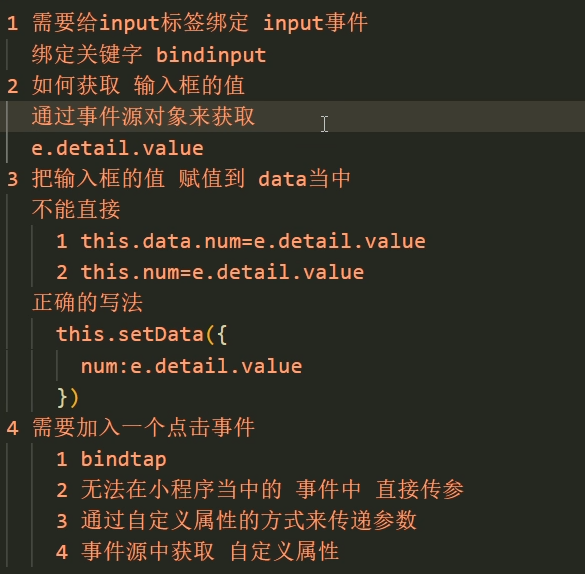 1 需要给input标签绑定 input事件
绑定关键字 bindinput
2 如何获取 输入框的值
通过事件源对象来获取
e.detail.value
3 把输入框的值 赋值到 data当中
不能直接
1 this.data.num=e.detail.value
2 this.num=e.detail.value
正确的写法
this.setData({
num:e.detail.value
})
4 需要加入一个点击事件
1 bindtap
2 无法在小程序当中的 事件中 直接传参
3 通过自定义属性的方式来传递参数
4 事件源中获取 自定义属性